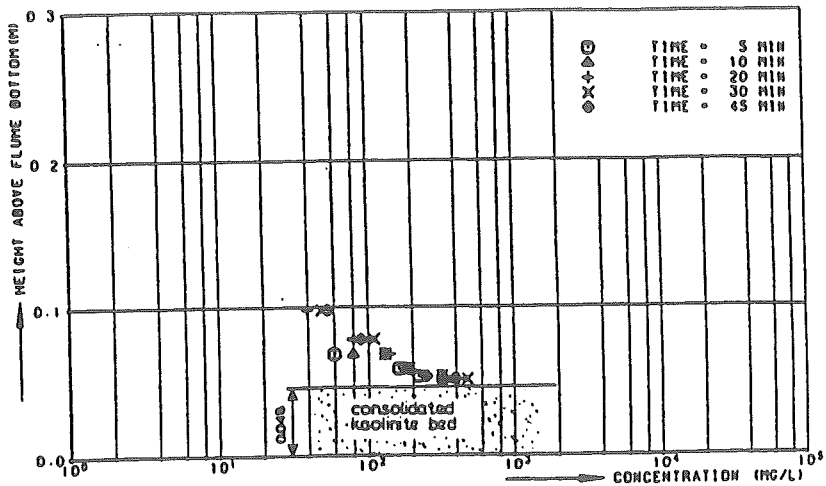 0.3
0.2
0.1
0.0
HEIGHT ABOVE FLUME BOTTOM (M)
TIME = 5 MIN
TIME = 10 MIN
TIME = 20 MIN
TIME = 30 MIN
TIME = 45 MIN
0.048
consolidated
kaolinite bed
10⁰
10¹
10²
10³
10⁴
10⁵
CONCENTRATION (MG/L)